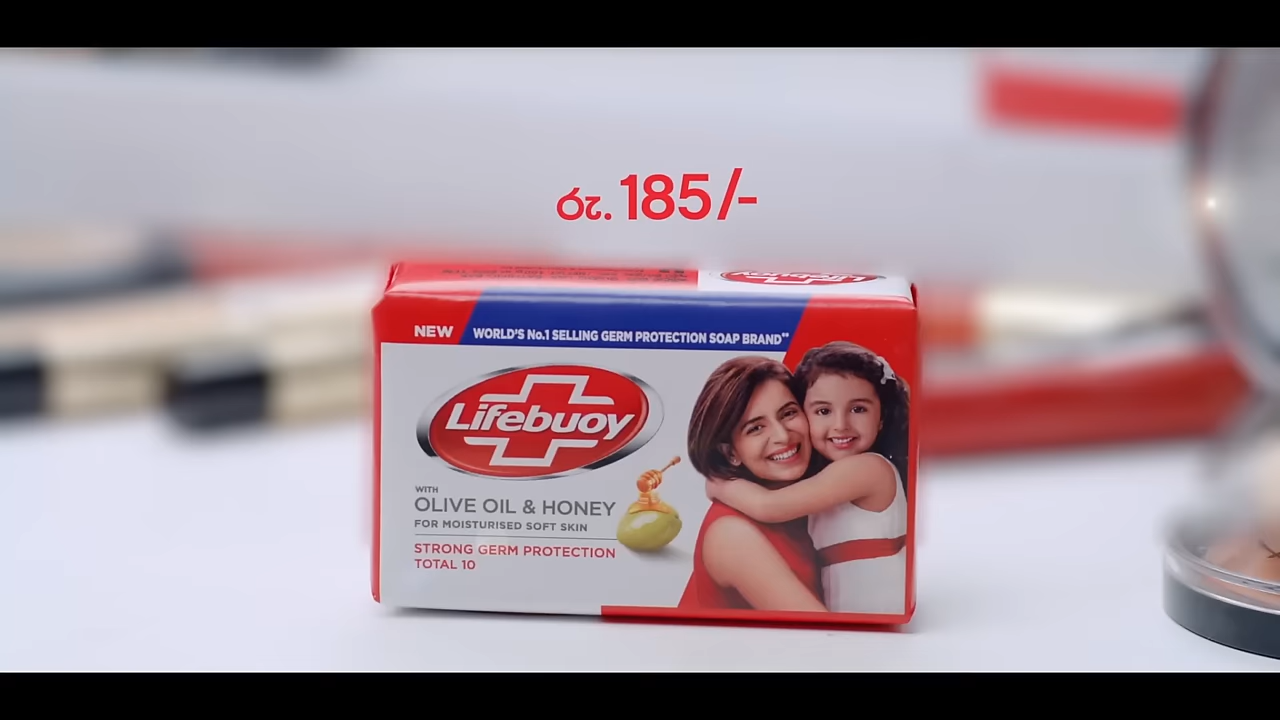 රු. 185/-
Lifebuoy
NEW
WORLD'S No.1 SELLING GERM PROTECTION SOAP BRAND**
Lifebuoy
WITH
OLIVE OIL & HONEY
FOR MOISTURISED SOFT SKIN
STRONG GERM PROTECTION
TOTAL 10